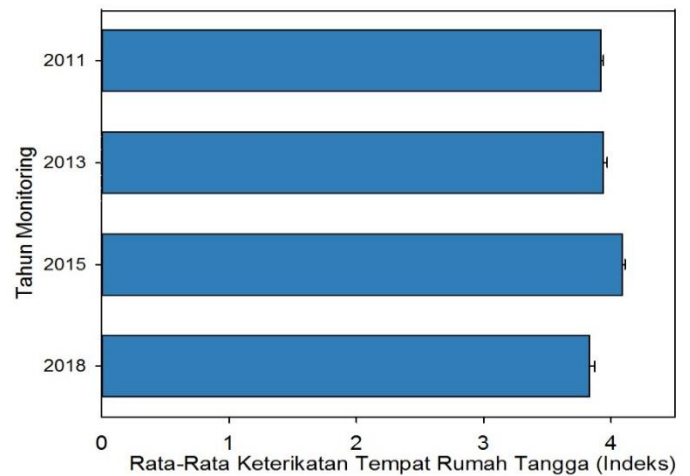 2011
2013
2015
2018
Tahun Monitoring
0 1 2 3 4
Rata-Rata Keterikatan Tempat Rumah Tangga (Indeks)